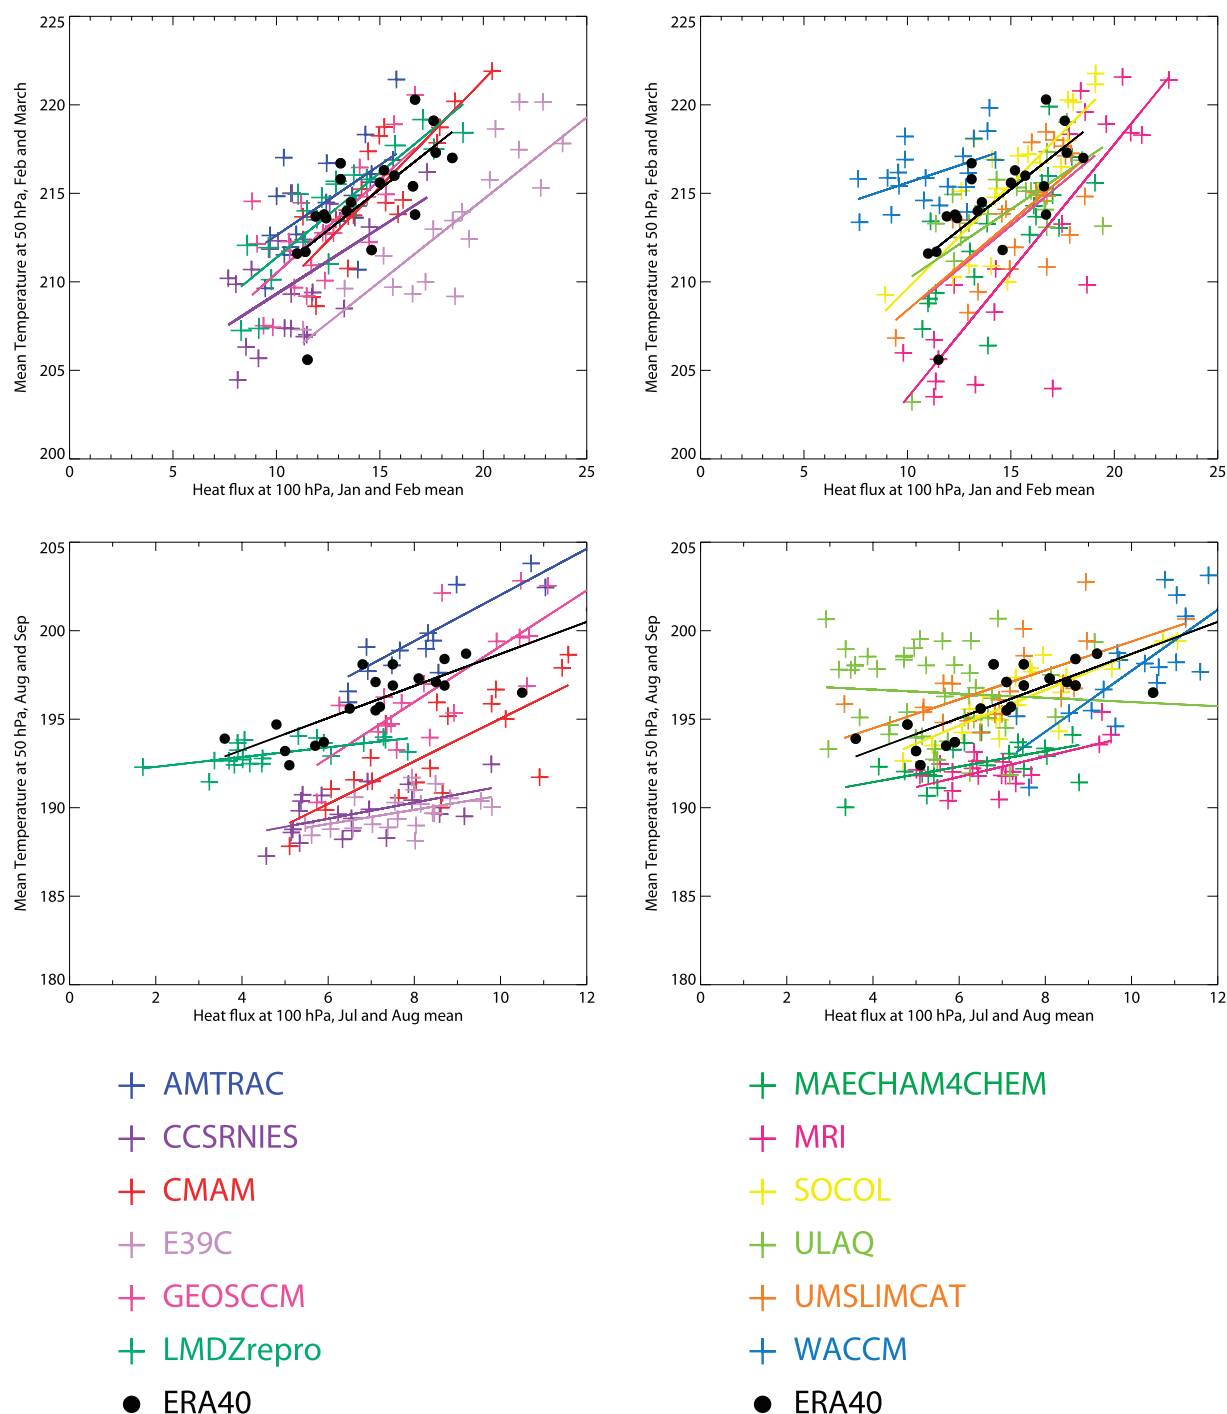 225
220
215
210
205
200
0 5 10 15 20 25
Mean Temperature at 50 hPa, Feb and March
Heat flux at 100 hPa, Jan and Feb mean
225
220
215
210
205
200
0 5 10 15 20 25
Mean Temperature at 50 hPa, Feb and March
Heat flux at 100 hPa, Jan and Feb mean
205
200
195
190
185
180
0 2 4 6 8 10 12
Mean Temperature at 50 hPa, Aug and Sep
Heat flux at 100 hPa, Jul and Aug mean
205
200
195
190
185
180
0 2 4 6 8 10 12
Mean Temperature at 50 hPa, Aug and Sep
Heat flux at 100 hPa, Jul and Aug mean
AMTRAC
CCSRNIES
CMAM
E39C
GEOSCCM
LMDZrepro
ERA40
MAECHAM4CHEM
MRI
SOCOL
ULAQ
UMSLIMCAT
WACCM
ERA40